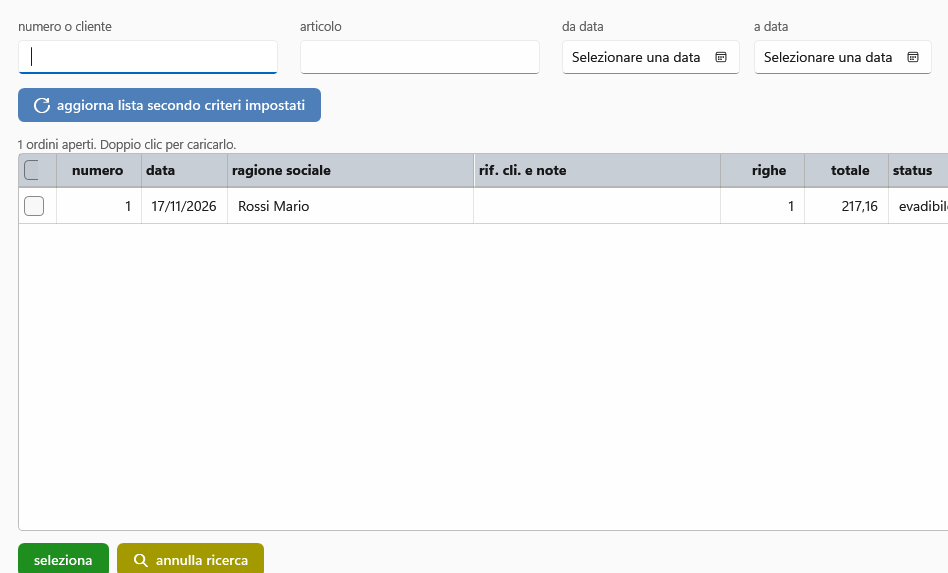 numero o cliente articolo da data a data
Selezionare una data Selezionare una data
aggiorna lista secondo criteri impostati
1 ordini aperti. Doppio clic per caricarlo.
numero data ragione sociale rif. cli. e note righe totale status
1 17/11/2026 Rossi Mario 1 217,16 evadibil
seleziona annulla ricerca